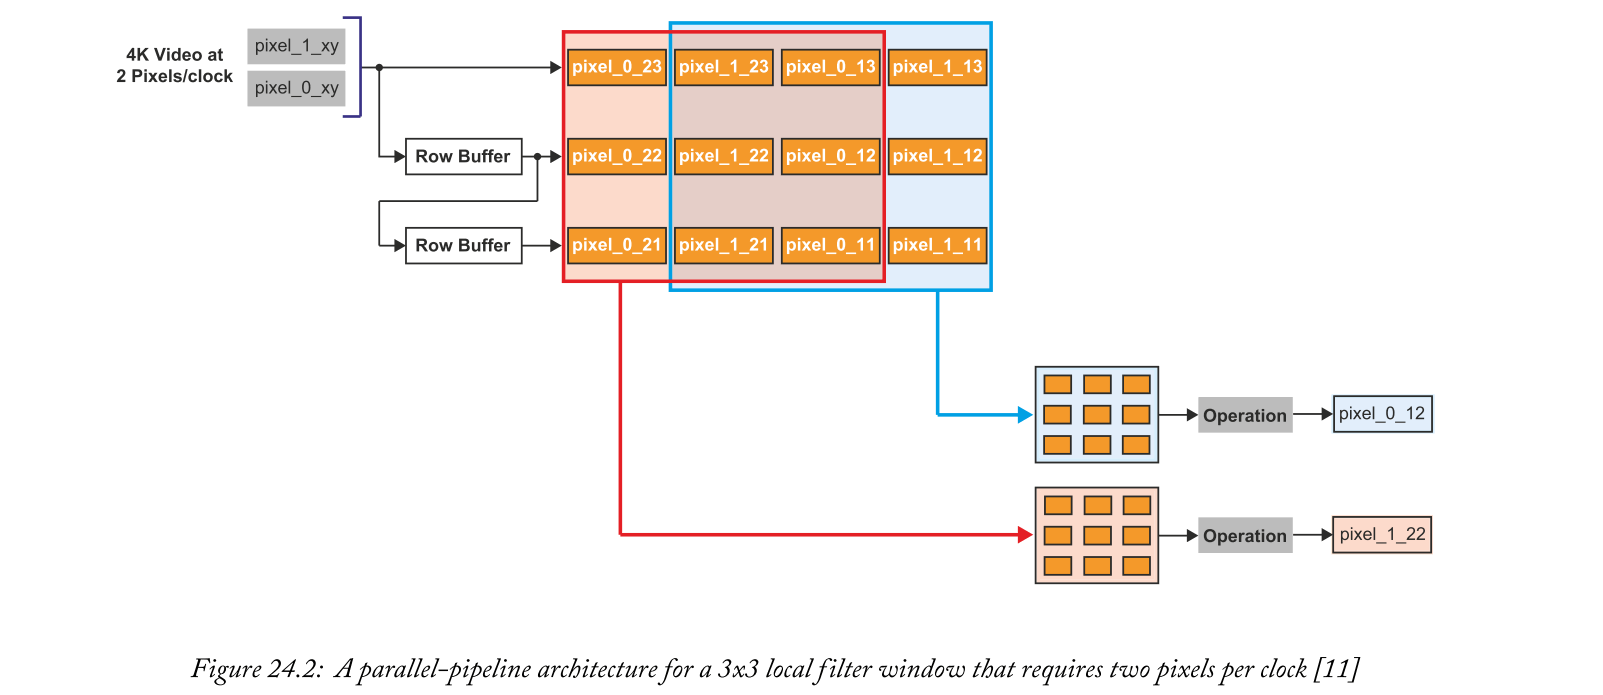 4K Video at
2 Pixels/clock
pixel_1_xy
pixel_0_xy
pixel_0_23 pixel_1_23 pixel_0_13 pixel_1_13
Row Buffer pixel_0_22 pixel_1_22 pixel_0_12 pixel_1_12
Row Buffer pixel_0_21 pixel_1_21 pixel_0_11 pixel_1_11
Operation pixel_0_12
Operation pixel_1_22
Figure 24.2: A parallel-pipeline architecture for a 3x3 local filter window that requires two pixels per clock [11]